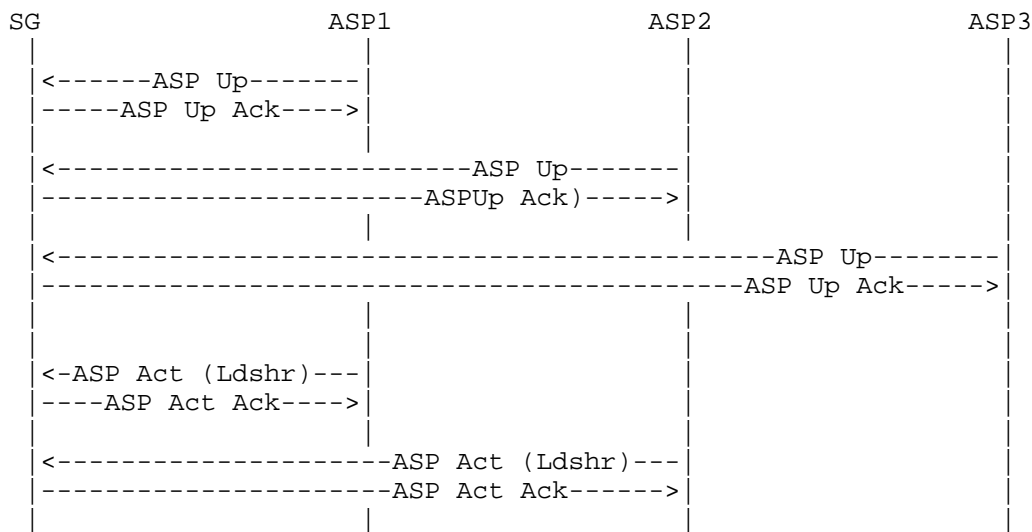 SG ASP1 ASP2 ASP3
<------ASP Up-------
-----ASP Up Ack---->
<--------------------------ASP Up-------
------------------------ASPUp Ack)----->
<---------------------------------------------ASP Up--------
--------------------------------------------ASP Up Ack----->
<-ASP Act (Ldshr)---
----ASP Act Ack---->
<---------------------ASP Act (Ldshr)---
----------------------ASP Act Ack------>